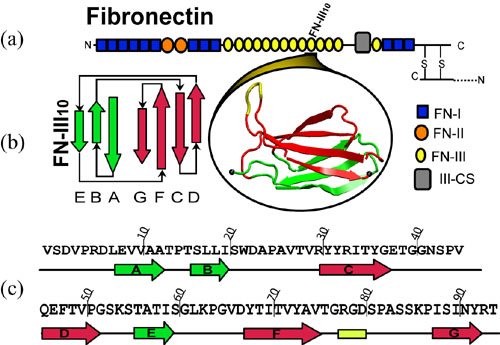 Fibronectin
FN-III10
(a)
N
C
S S
C
N
FN-I
FN-II
FN-III
III-CS
(b)
FN-III10
E B A G F C D
10 20 30 40
VSDVPRDLEVVAATPTSLLISWDAPAVTVRYYRITYGETGGNSPV
A B C
(c)
50 60 70 80 90
QEFTVPGSKSTATISGLKPGVDYTITVYAVTGRGDSPASSKPISINYRT
D E F G